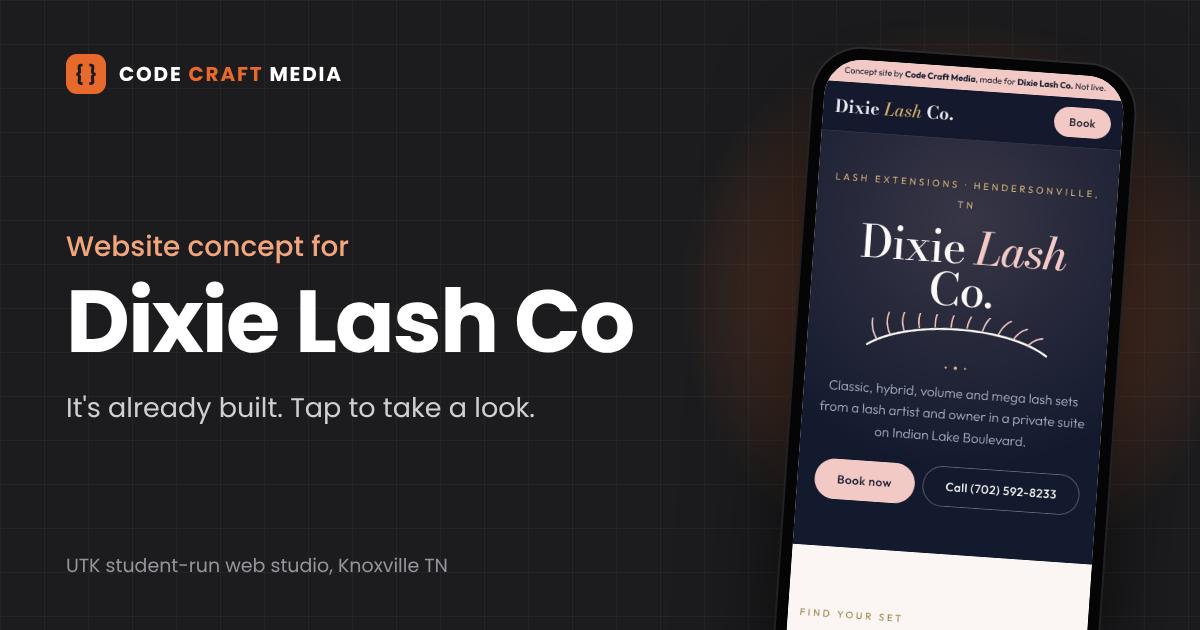 { } CODE CRAFT MEDIA
Website concept for
Dixie Lash Co
It's already built. Tap to take a look.
UTK student-run web studio, Knoxville TN
Concept site by Code Craft Media, made for Dixie Lash Co. Not live.
Dixie Lash Co.
Book
LASH EXTENSIONS · HENDERSONVILLE,
TN
Dixie Lash
Co.
Classic, hybrid, volume and mega lash sets
from a lash artist and owner in a private suite
on Indian Lake Boulevard.
Book now
Call (702) 592-8233
FIND YOUR SET